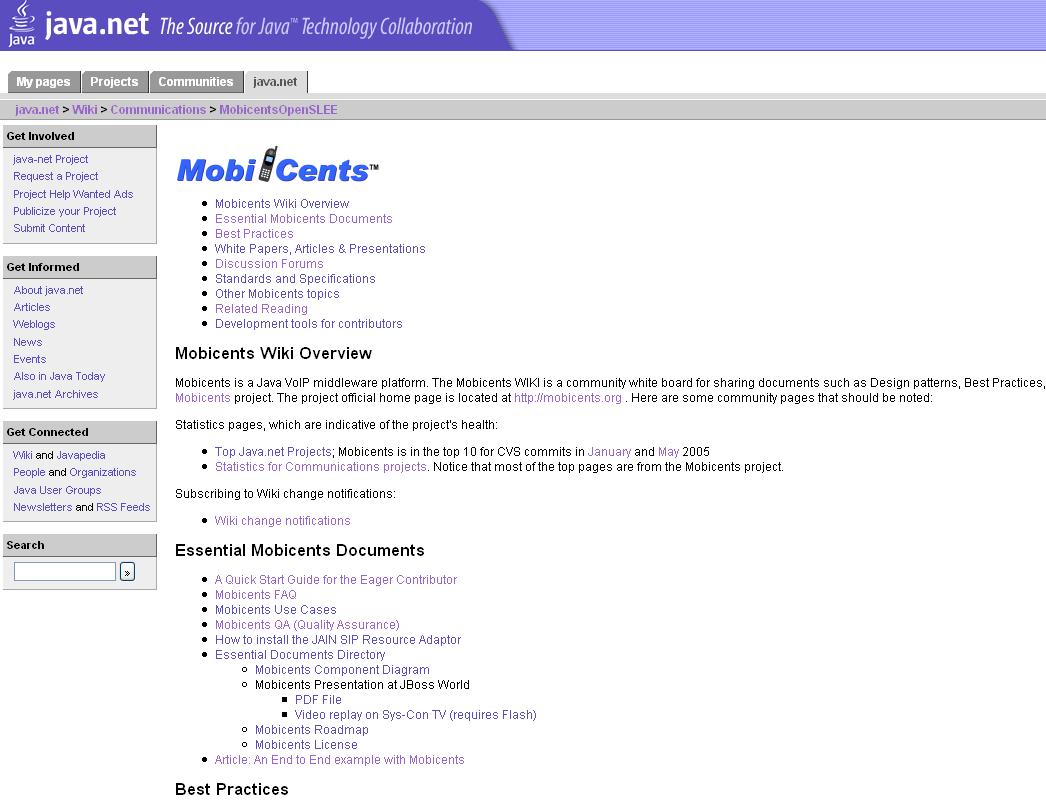 java.net The Source for Java™ Technology Collaboration
Java
My pages Projects Communities java.net
java.net > Wiki > Communications > MobicentsOpenSLEE
Get Involved
java-net Project
Request a Project
Project Help Wanted Ads
Publicize your Project
Submit Content
Get Informed
About java.net
Articles
Weblogs
News
Events
Also in Java Today
java.net Archives
Get Connected
Wiki and Javapedia
People and Organizations
Java User Groups
Newsletters and RSS Feeds
Search
»
MobiCents™
Mobicents Wiki Overview
Essential Mobicents Documents
Best Practices
White Papers, Articles & Presentations
Discussion Forums
Standards and Specifications
Other Mobicents topics
Related Reading
Development tools for contributors
Mobicents Wiki Overview
Mobicents is a Java VoIP middleware platform. The Mobicents WIKI is a community white board for sharing documents such as Design patterns, Best Practices,
Mobicents project. The project official home page is located at http://mobicents.org . Here are some community pages that should be noted:
Statistics pages, which are indicative of the project's health:
Top Java.net Projects; Mobicents is in the top 10 for CVS commits in January and May 2005
Statistics for Communications projects. Notice that most of the top pages are from the Mobicents project.
Subscribing to Wiki change notifications:
Wiki change notifications
Essential Mobicents Documents
A Quick Start Guide for the Eager Contributor
Mobicents FAQ
Mobicents Use Cases
Mobicents QA (Quality Assurance)
How to install the JAIN SIP Resource Adaptor
Essential Documents Directory
Mobicents Component Diagram
Mobicents Presentation at JBoss World
PDF File
Video replay on Sys-Con TV (requires Flash)
Mobicents Roadmap
Mobicents License
Article: An End to End example with Mobicents
Best Practices